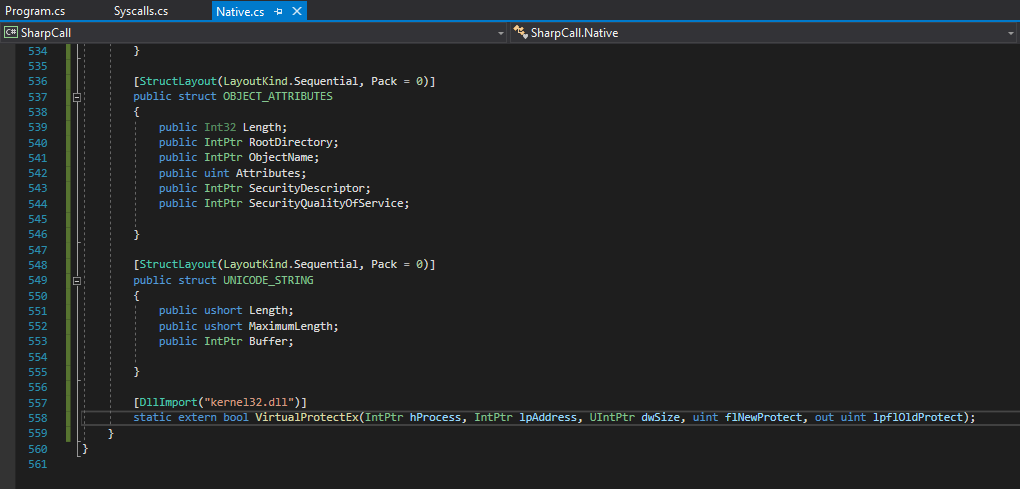 Program.cs Syscalls.cs Native.cs
C# SharpCall SharpCall.Native
534 }
535
536 [StructLayout(LayoutKind.Sequential, Pack = 0)]
537 public struct OBJECT_ATTRIBUTES
538 {
539 public Int32 Length;
540 public IntPtr RootDirectory;
541 public IntPtr ObjectName;
542 public uint Attributes;
543 public IntPtr SecurityDescriptor;
544 public IntPtr SecurityQualityOfService;
545
546 }
547
548 [StructLayout(LayoutKind.Sequential, Pack = 0)]
549 public struct UNICODE_STRING
550 {
551 public ushort Length;
552 public ushort MaximumLength;
553 public IntPtr Buffer;
554
555 }
556
557 [DllImport("kernel32.dll")]
558 static extern bool VirtualProtectEx(IntPtr hProcess, IntPtr lpAddress, UIntPtr dwSize, uint flNewProtect, out uint lpflOldProtect);
559 }
560 }
561